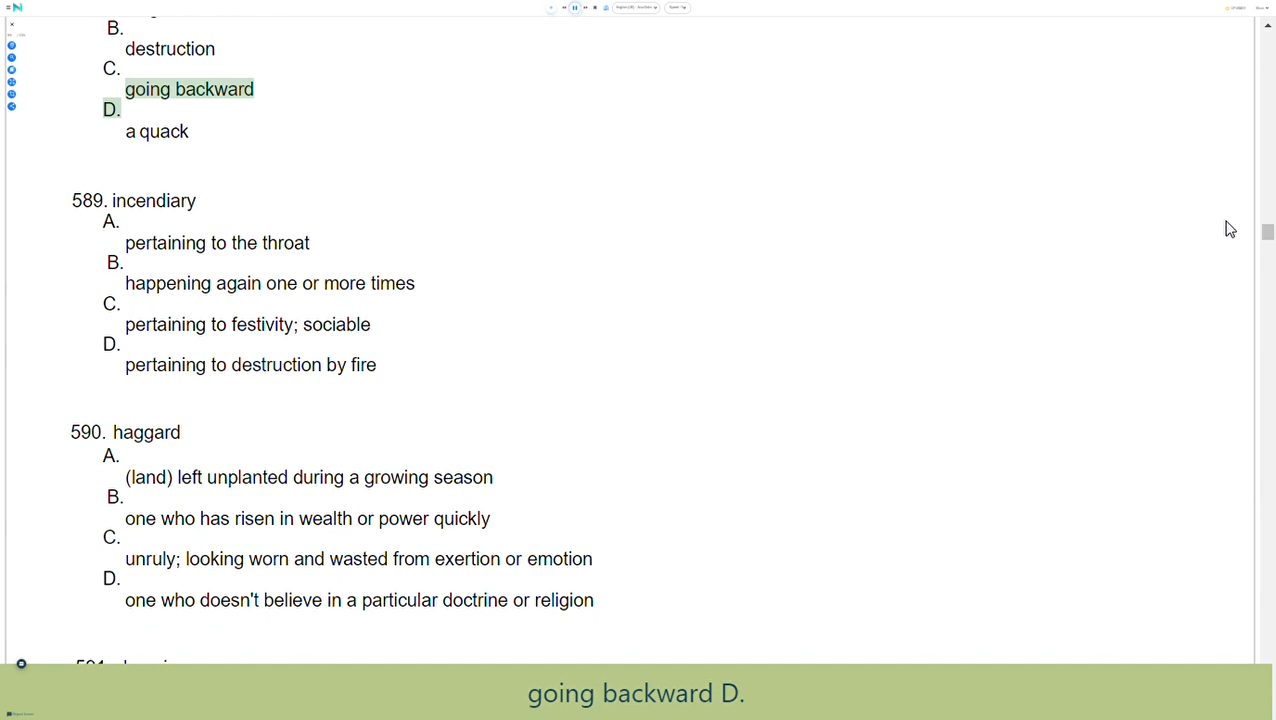 B.
destruction
C.
going backward
D.
a quack
589. incendiary
A.
pertaining to the throat
B.
happening again one or more times
C.
pertaining to festivity; sociable
D.
pertaining to destruction by fire
590. haggard
A.
(land) left unplanted during a growing season
B.
one who has risen in wealth or power quickly
C.
unruly; looking worn and wasted from exertion or emotion
D.
one who doesn't believe in a particular doctrine or religion
going backward D.